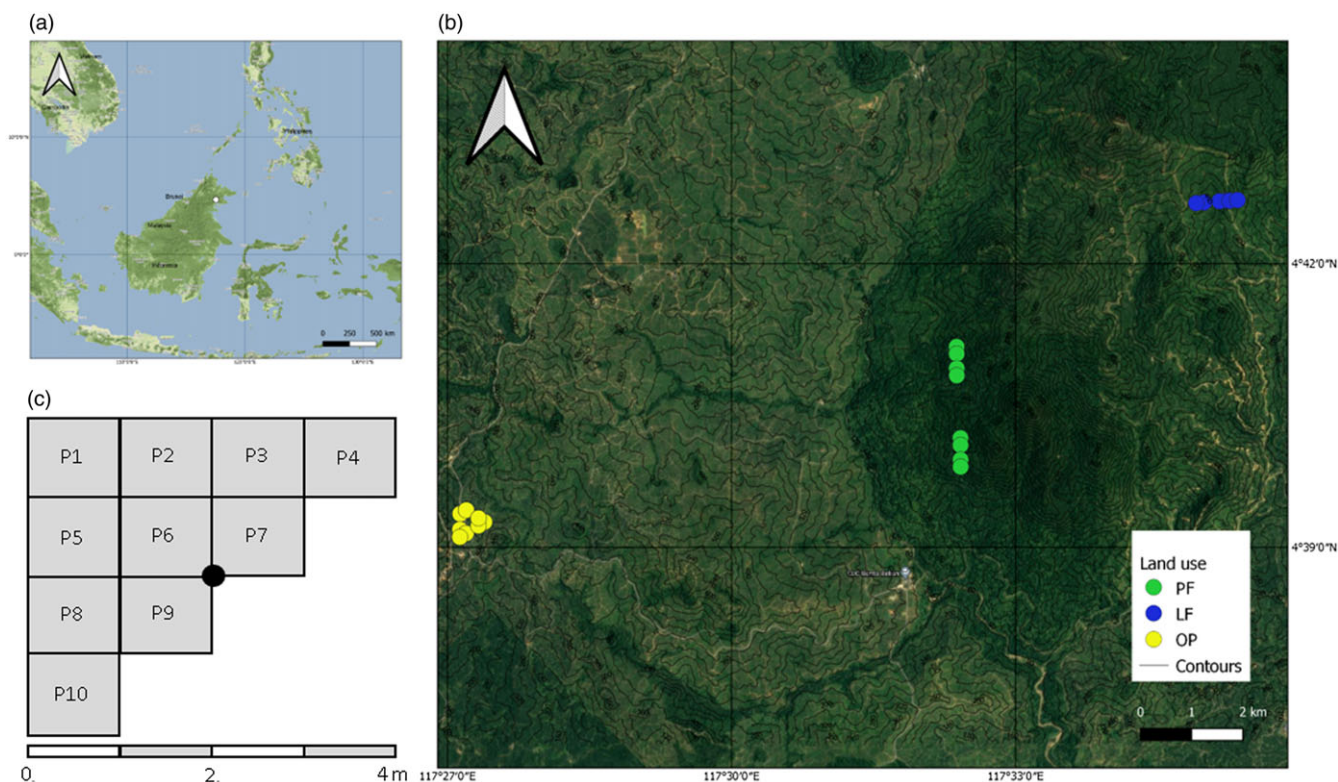 (a)
Philippines
Brunei
Malaysia
0 250 500 km
(b)
4°42'0"N
4°39'0"N
Land use
PF
LF
OP
Contours
0 1 2 km
117°27'0"E 117°30'0"E 117°33'0"E
(c)
P1 P2 P3 P4
P5 P6 P7
P8 P9
P10
0. 2. 4 m